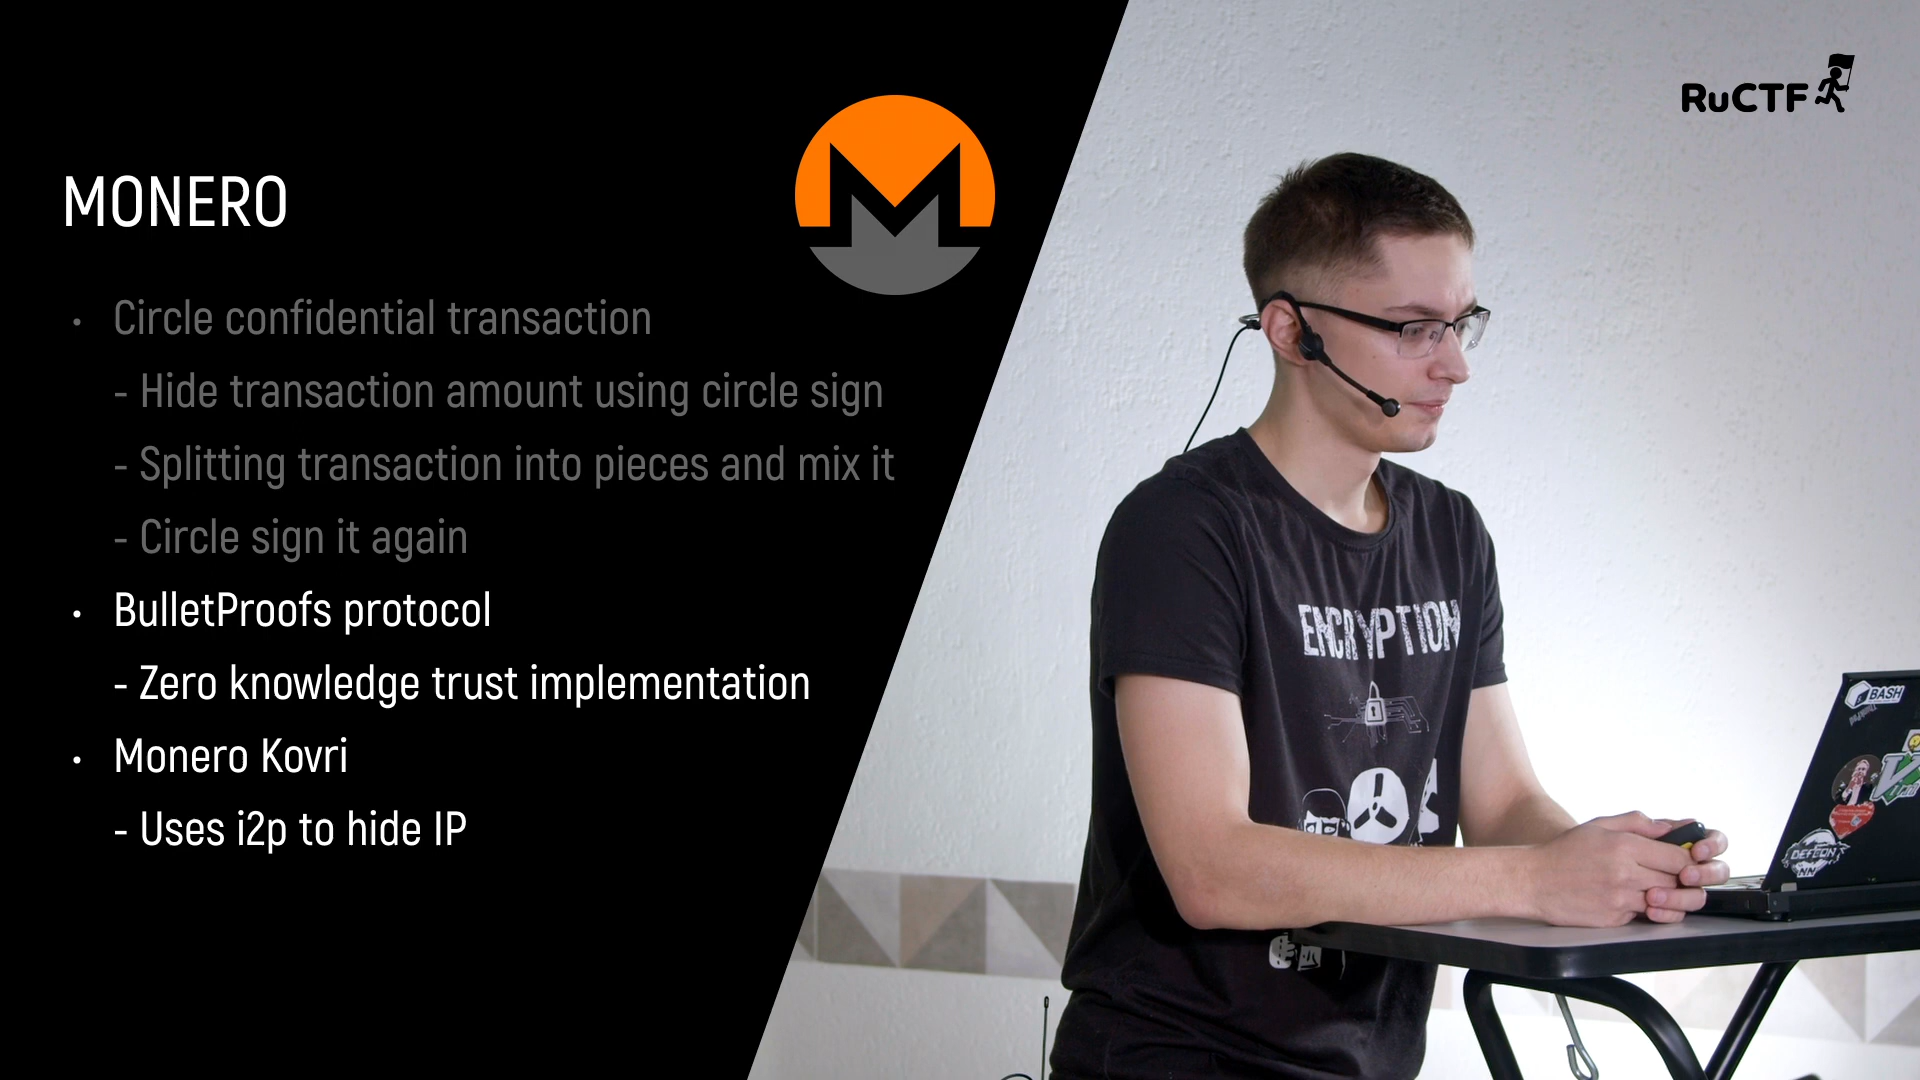 RuCTF
MONERO
• Circle confidential transaction
- Hide transaction amount using circle sign
- Splitting transaction into pieces and mix it
- Circle sign it again
• BulletProofs protocol
- Zero knowledge trust implementation
• Monero Kovri
- Uses i2p to hide IP
ENCRYPTION
BASH
ThinkPad
DEFCON
NN